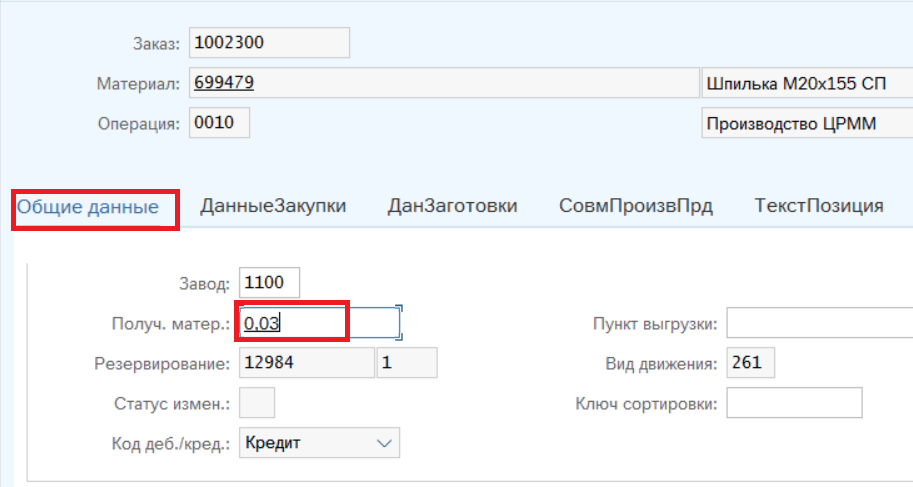 Заказ: 1002300
Материал: 699479 Шпилька М20х155 СП
Операция: 0010 Производство ЦРММ
Общие данные ДанныеЗакупки ДанЗаготовки СовмПроизвПрд ТекстПозиция
Завод: 1100
Получ. матер.: 0,03 Пункт выгрузки:
Резервирование: 12984 1 Вид движения: 261
Статус измен.: Ключ сортировки:
Код деб./кред.: Кредит